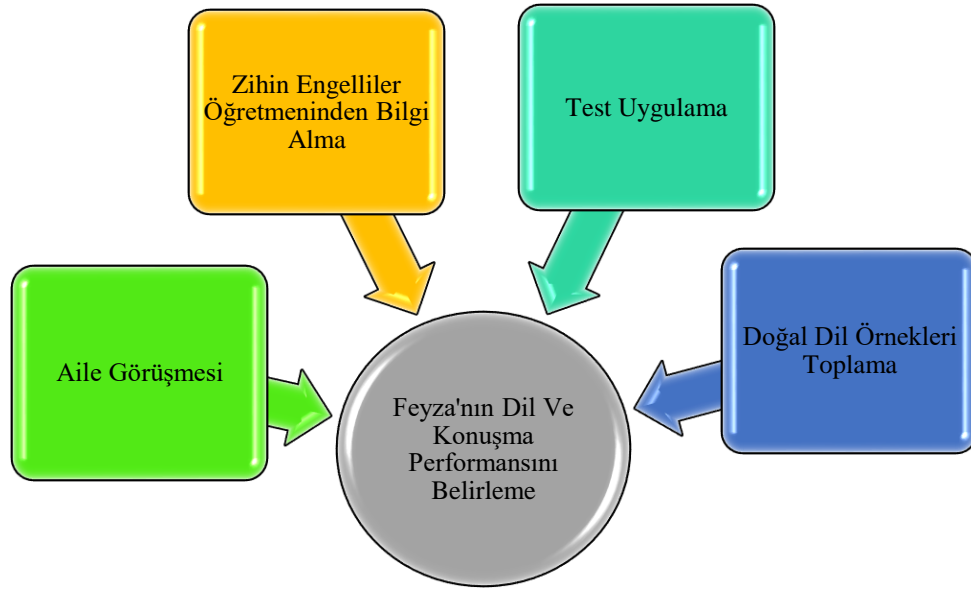 Zihin Engelliler
Öğretmeninden Bilgi
Alma
Test Uygulama
Aile Görüşmesi
Doğal Dil Örnekleri
Toplama
Feyza'nın Dil Ve
Konuşma
Performansını
Belirleme